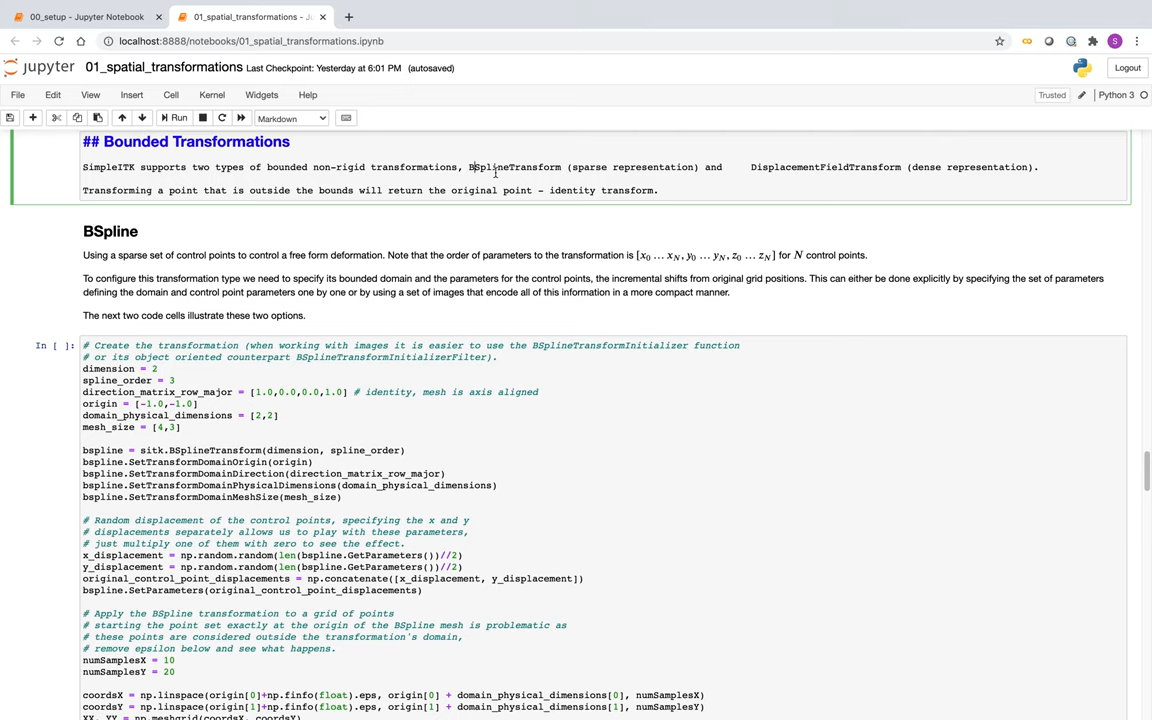 00_setup - Jupyter Notebook
01_spatial_transformations - J
localhost:8888/notebooks/01_spatial_transformations.ipynb
S
jupyter 01_spatial_transformations Last Checkpoint: Yesterday at 6:01 PM (autosaved)
Logout
File Edit View Insert Cell Kernel Widgets Help
Trusted Python 3
Run Markdown
## Bounded Transformations
SimpleITK supports two types of bounded non-rigid transformations, BSplineTransform (sparse representation) and DisplacementFieldTransform (dense representation).
Transforming a point that is outside the bounds will return the original point - identity transform.
BSpline
Using a sparse set of control points to control a free form deformation. Note that the order of parameters to the transformation is [x₀ … x_N, y₀ … y_N, z₀ … z_N] for N control points.
To configure this transformation type we need to specify its bounded domain and the parameters for the control points, the incremental shifts from original grid positions. This can either be done explicitly by specifying the set of parameters
defining the domain and control point parameters one by one or by using a set of images that encode all of this information in a more compact manner.
The next two code cells illustrate these two options.
In [ ]:
# Create the transformation (when working with images it is easier to use the BSplineTransformInitializer function
# or its object oriented counterpart BSplineTransformInitializerFilter).
dimension = 2
spline_order = 3
direction_matrix_row_major = [1.0,0.0,0.0,1.0] # identity, mesh is axis aligned
origin = [-1.0,-1.0]
domain_physical_dimensions = [2,2]
mesh_size = [4,3]
bspline = sitk.BSplineTransform(dimension, spline_order)
bspline.SetTransformDomainOrigin(origin)
bspline.SetTransformDomainDirection(direction_matrix_row_major)
bspline.SetTransformDomainPhysicalDimensions(domain_physical_dimensions)
bspline.SetTransformDomainMeshSize(mesh_size)
# Random displacement of the control points, specifying the x and y
# displacements separately allows us to play with these parameters,
# just multiply one of them with zero to see the effect.
x_displacement = np.random.random(len(bspline.GetParameters())//2)
y_displacement = np.random.random(len(bspline.GetParameters())//2)
original_control_point_displacements = np.concatenate([x_displacement, y_displacement])
bspline.SetParameters(original_control_point_displacements)
# Apply the BSpline transformation to a grid of points
# starting the point set exactly at the origin of the BSpline mesh is problematic as
# these points are considered outside the transformation's domain,
# remove epsilon below and see what happens.
numSamplesX = 10
numSamplesY = 20
coordsX = np.linspace(origin[0]+np.finfo(float).eps, origin[0] + domain_physical_dimensions[0], numSamplesX)
coordsY = np.linspace(origin[1]+np.finfo(float).eps, origin[1] + domain_physical_dimensions[1], numSamplesY)
XX, YY = np.meshgrid(coordsX, coordsY)